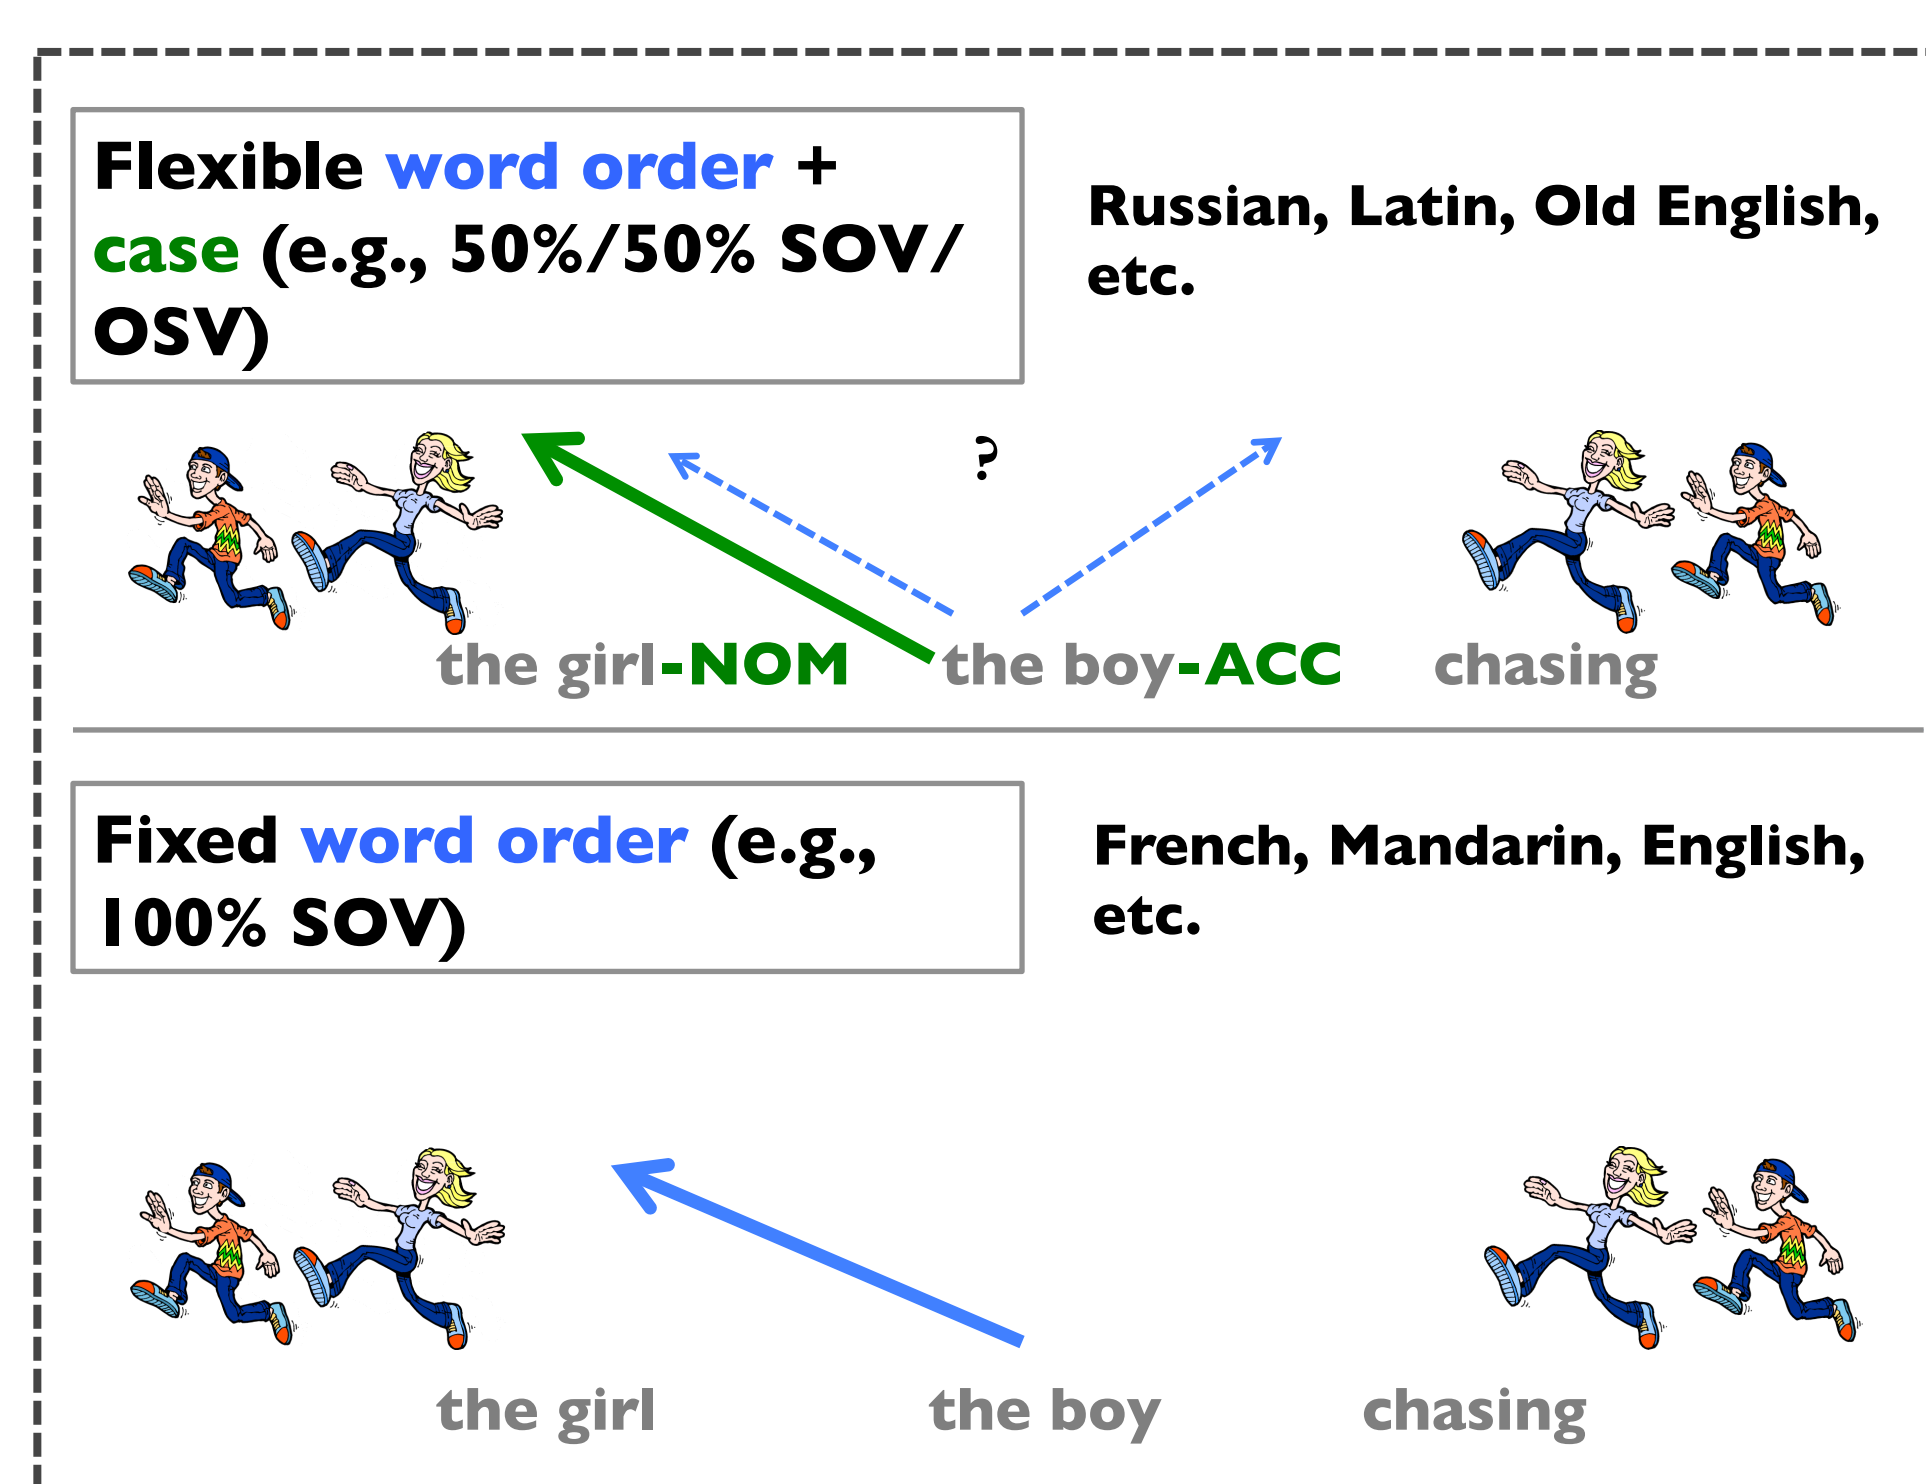 Flexible word order +
case (e.g., 50%/50% SOV/
OSV)
Russian, Latin, Old English,
etc.
?
the girl-NOM the boy-ACC chasing
Fixed word order (e.g.,
100% SOV)
French, Mandarin, English,
etc.
the girl the boy chasing